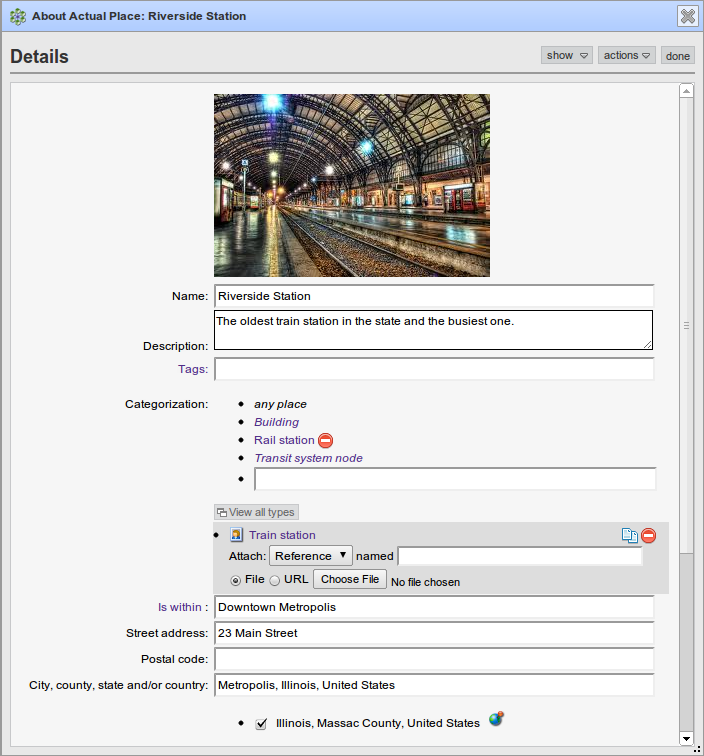 About Actual Place: Riverside Station
Details
show
actions
done
Name: Riverside Station
Description: The oldest train station in the state and the busiest one.
Tags:
Categorization:
any place
Building
Rail station
Transit system node
View all types
Train station
Attach: Reference named
File URL Choose File No file chosen
Is within : Downtown Metropolis
Street address: 23 Main Street
Postal code:
City, county, state and/or country: Metropolis, Illinois, United States
Illinois, Massac County, United States